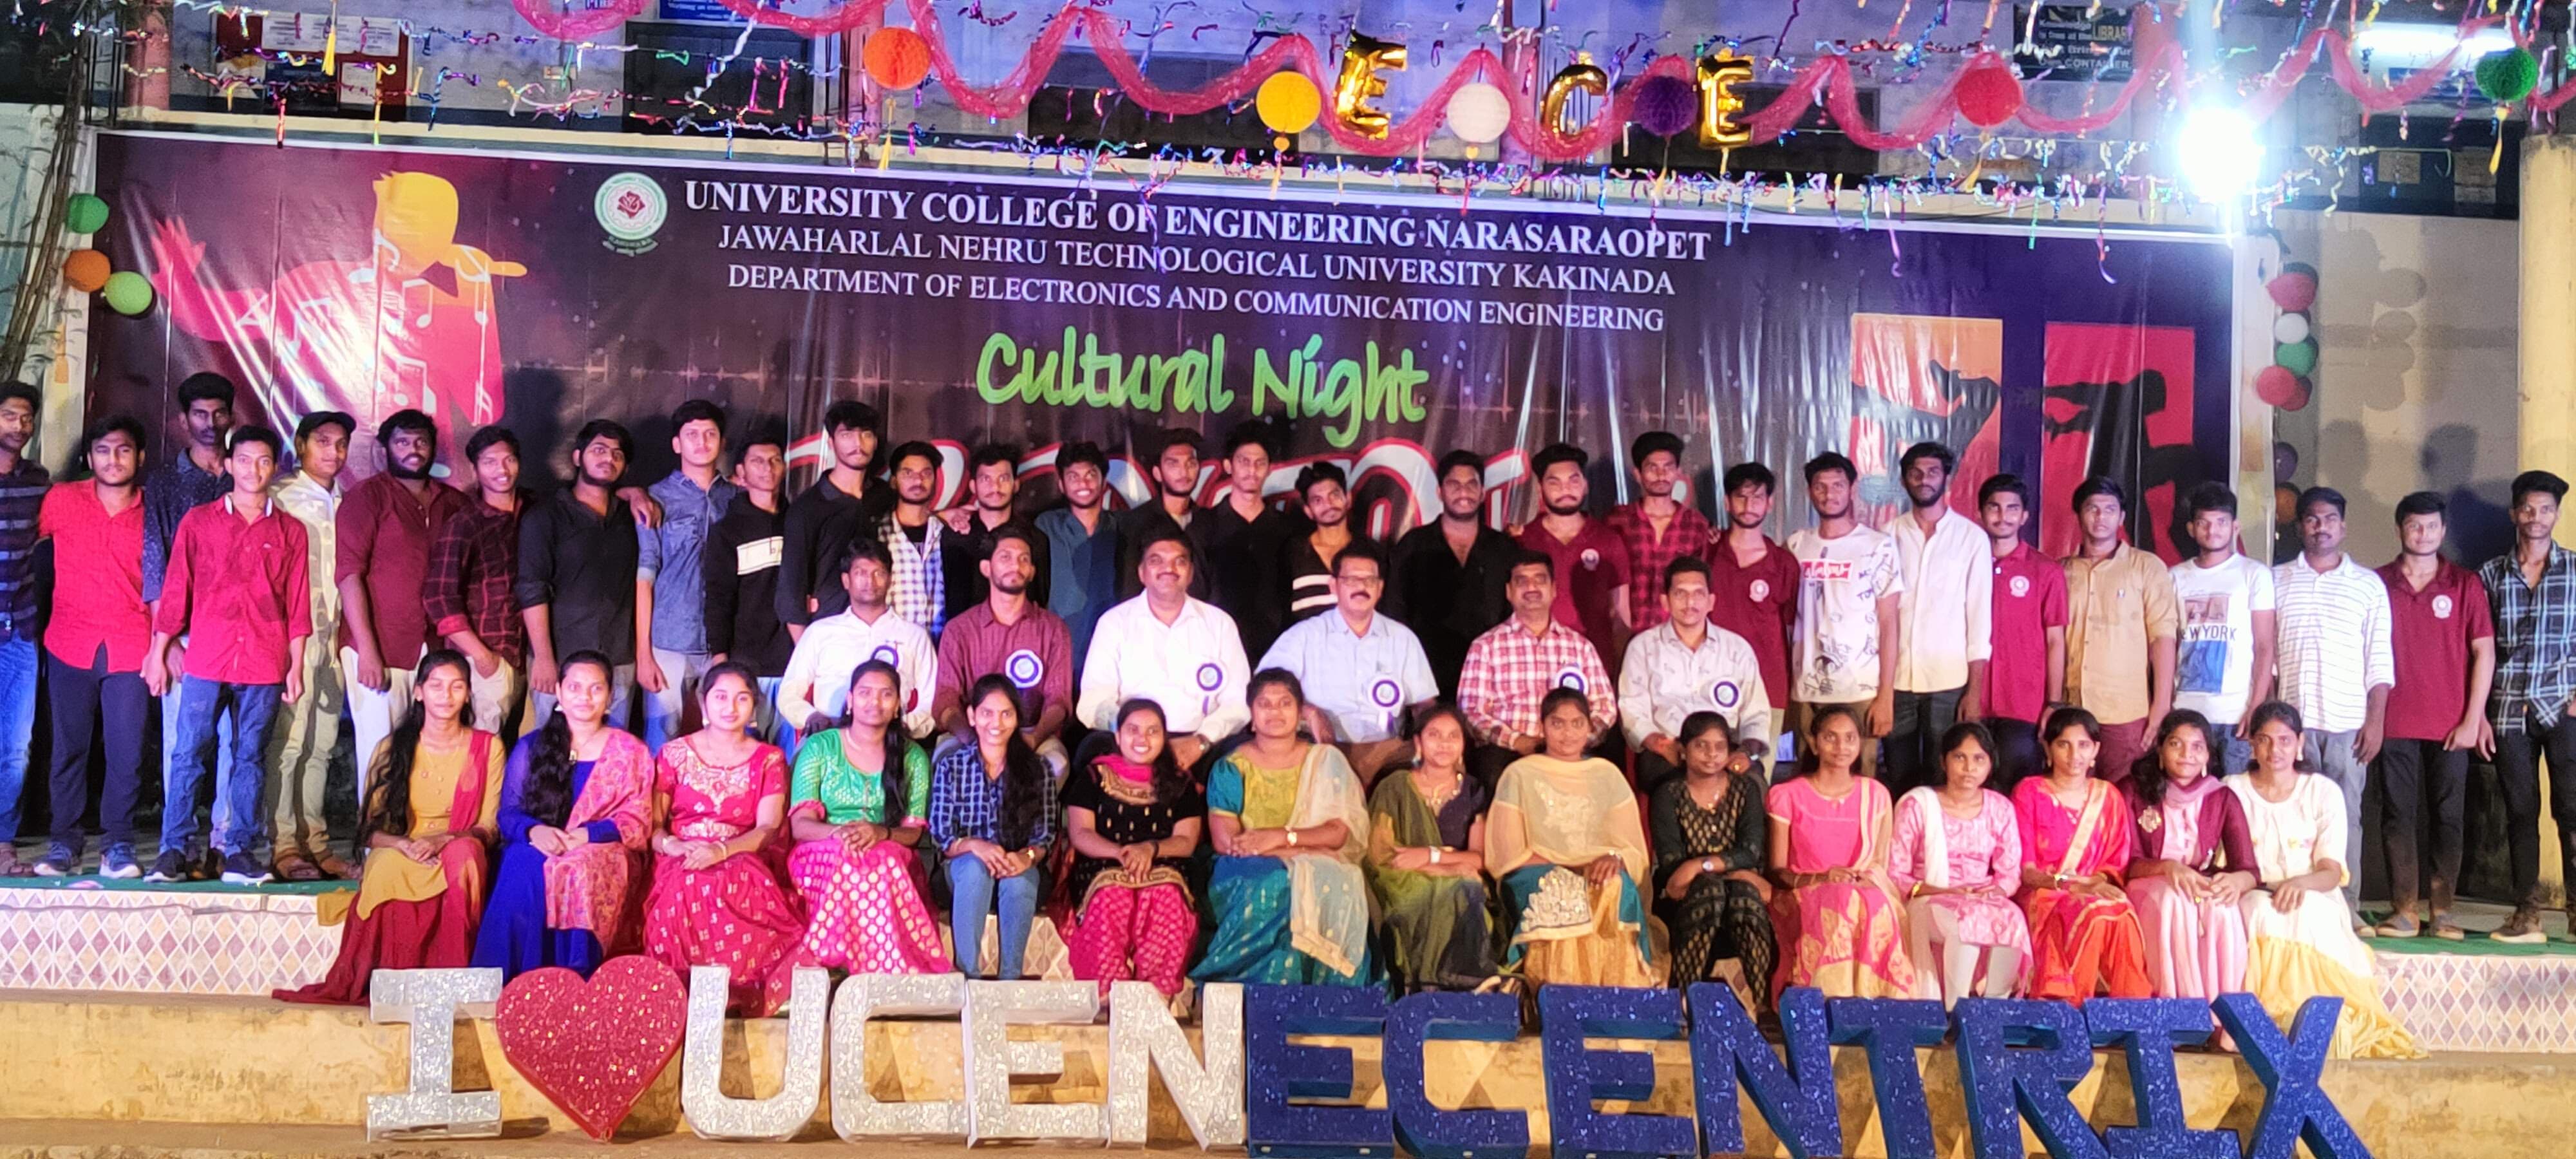 LIBRARY
E C E
UNIVERSITY COLLEGE OF ENGINEERING NARASARAOPET
JAWAHARLAL NEHRU TECHNOLOGICAL UNIVERSITY KAKINADA
DEPARTMENT OF ELECTRONICS AND COMMUNICATION ENGINEERING
Cultural Night
I ❤ UCEN ECENTRIX